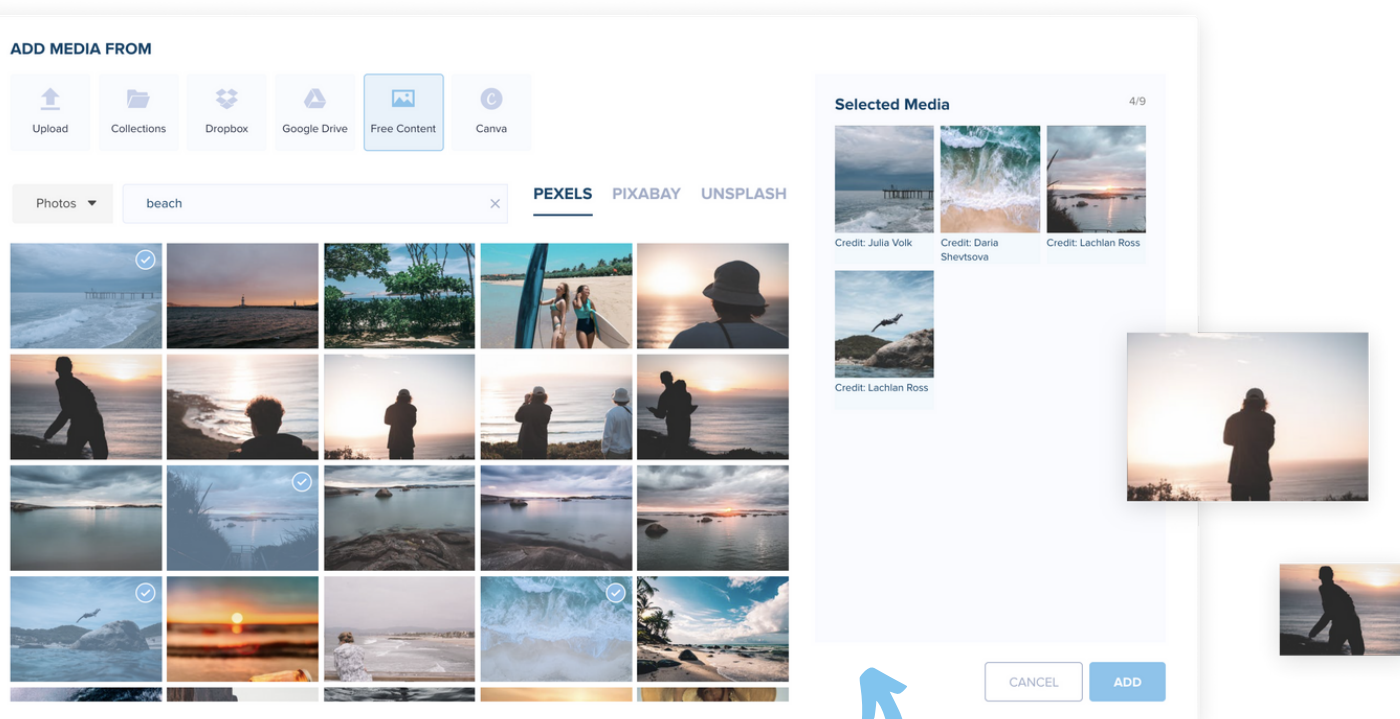 ADD MEDIA FROM
Upload
Collections
Dropbox
Google Drive
Free Content
C
Canva
Photos
beach
PEXELS
PIXABAY
UNSPLASH
Selected Media
4/9
Credit: Julia Volk
Credit: Daria
Shevtsova
Credit: Lachlan Ross
Credit: Lachlan Ross
CANCEL
ADD